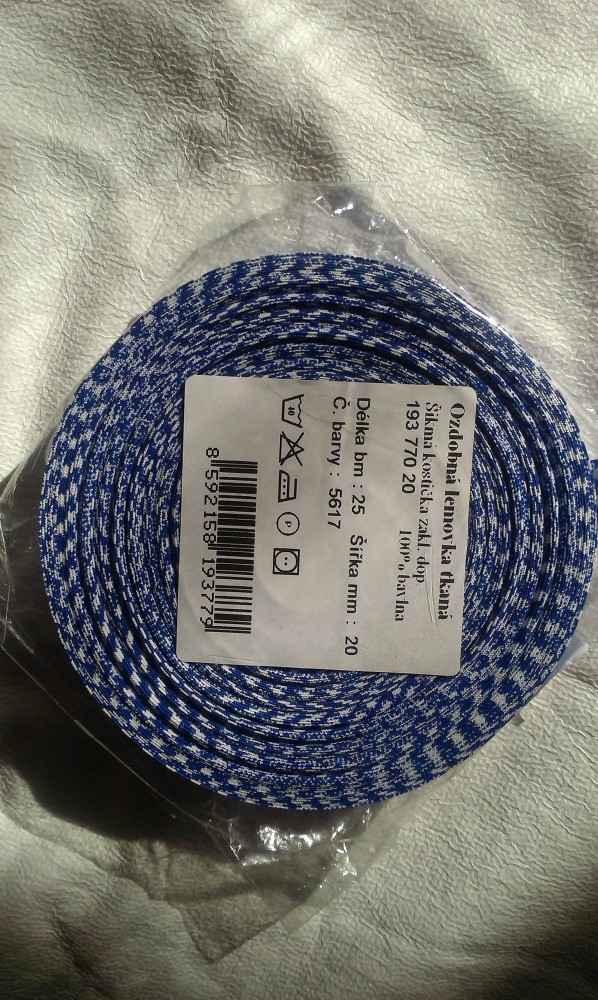 Ozdobná lemovka tkaná
Šikmá kostička zákl. dop
193 770 20 100% bavlna
Délka bm : 25 Šířka mm : 20
Č. barvy : 5617
40
P
8 592158 193779